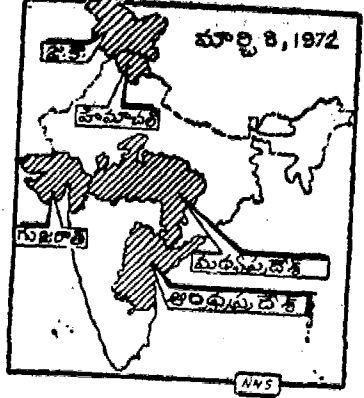 మార్చి 8, 1972
జ.కా.
హిమాచల్
గుజరాత్
మధ్యప్రదేశ్
ఆంధ్రప్రదేశ్
NNS